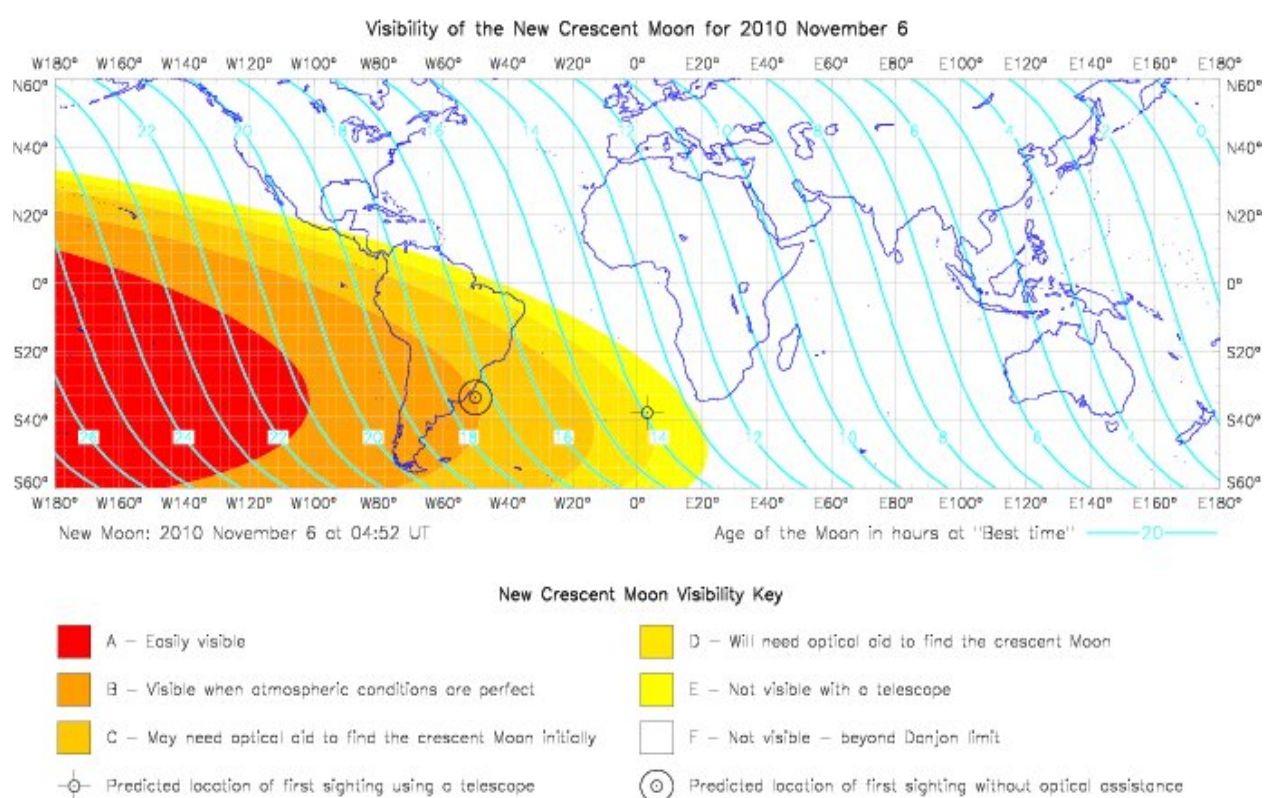 Visibility of the New Crescent Moon for 2010 November 6
W180° W160° W140° W120° W100° W80° W60° W40° W20° 0° E20° E40° E60° E80° E100° E120° E140° E160° E180°
N60° N60°
22 20 18 16 14 12 10 8 6 4 0
N40° N40°
N20° N20°
0° 0°
S20° S20°
S40° S40°
26 24 22 20 18 16 14 12 10 8 6 4
S60° S60°
W180° W160° W140° W120° W100° W80° W60° W40° W20° 0° E20° E40° E60° E80° E100° E120° E140° E160° E180°
New Moon: 2010 November 6 at 04:52 UT Age of the Moon in hours at "Best time" 20
New Crescent Moon Visibility Key
A – Easily visible D – Will need optical aid to find the crescent Moon
B – Visible when atmospheric conditions are perfect E – Not visible with a telescope
C – May need optical aid to find the crescent Moon initially F – Not visible – beyond Danjon limit
Predicted location of first sighting using a telescope Predicted location of first sighting without optical assistance